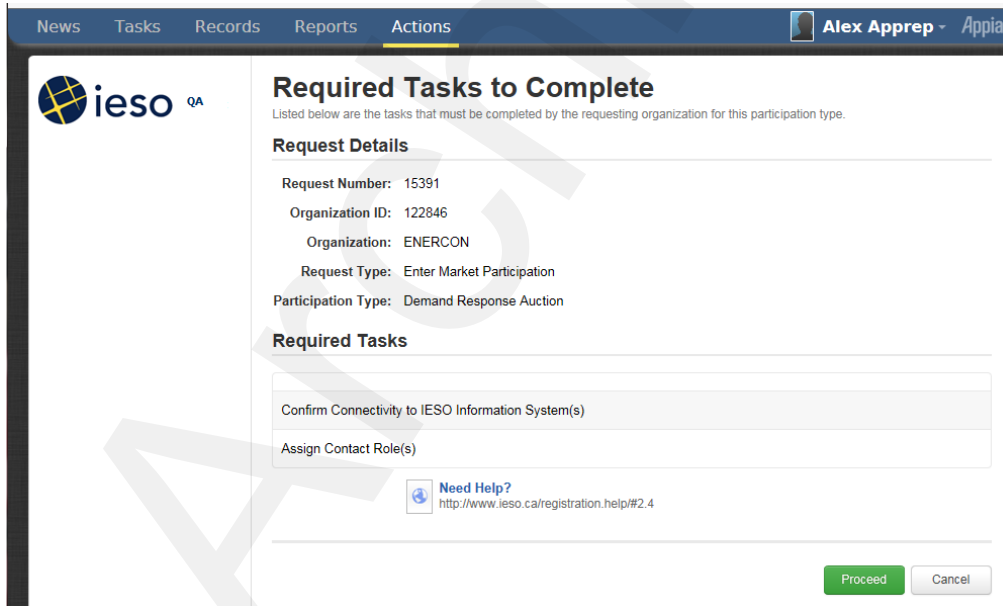 News Tasks Records Reports Actions Alex Apprep Appia
ieso QA
Required Tasks to Complete
Listed below are the tasks that must be completed by the requesting organization for this participation type.
Request Details
Request Number: 15391
Organization ID: 122846
Organization: ENERCON
Request Type: Enter Market Participation
Participation Type: Demand Response Auction
Required Tasks
Confirm Connectivity to IESO Information System(s)
Assign Contact Role(s)
Need Help?
http://www.ieso.ca/registration.help/#2.4
Proceed Cancel